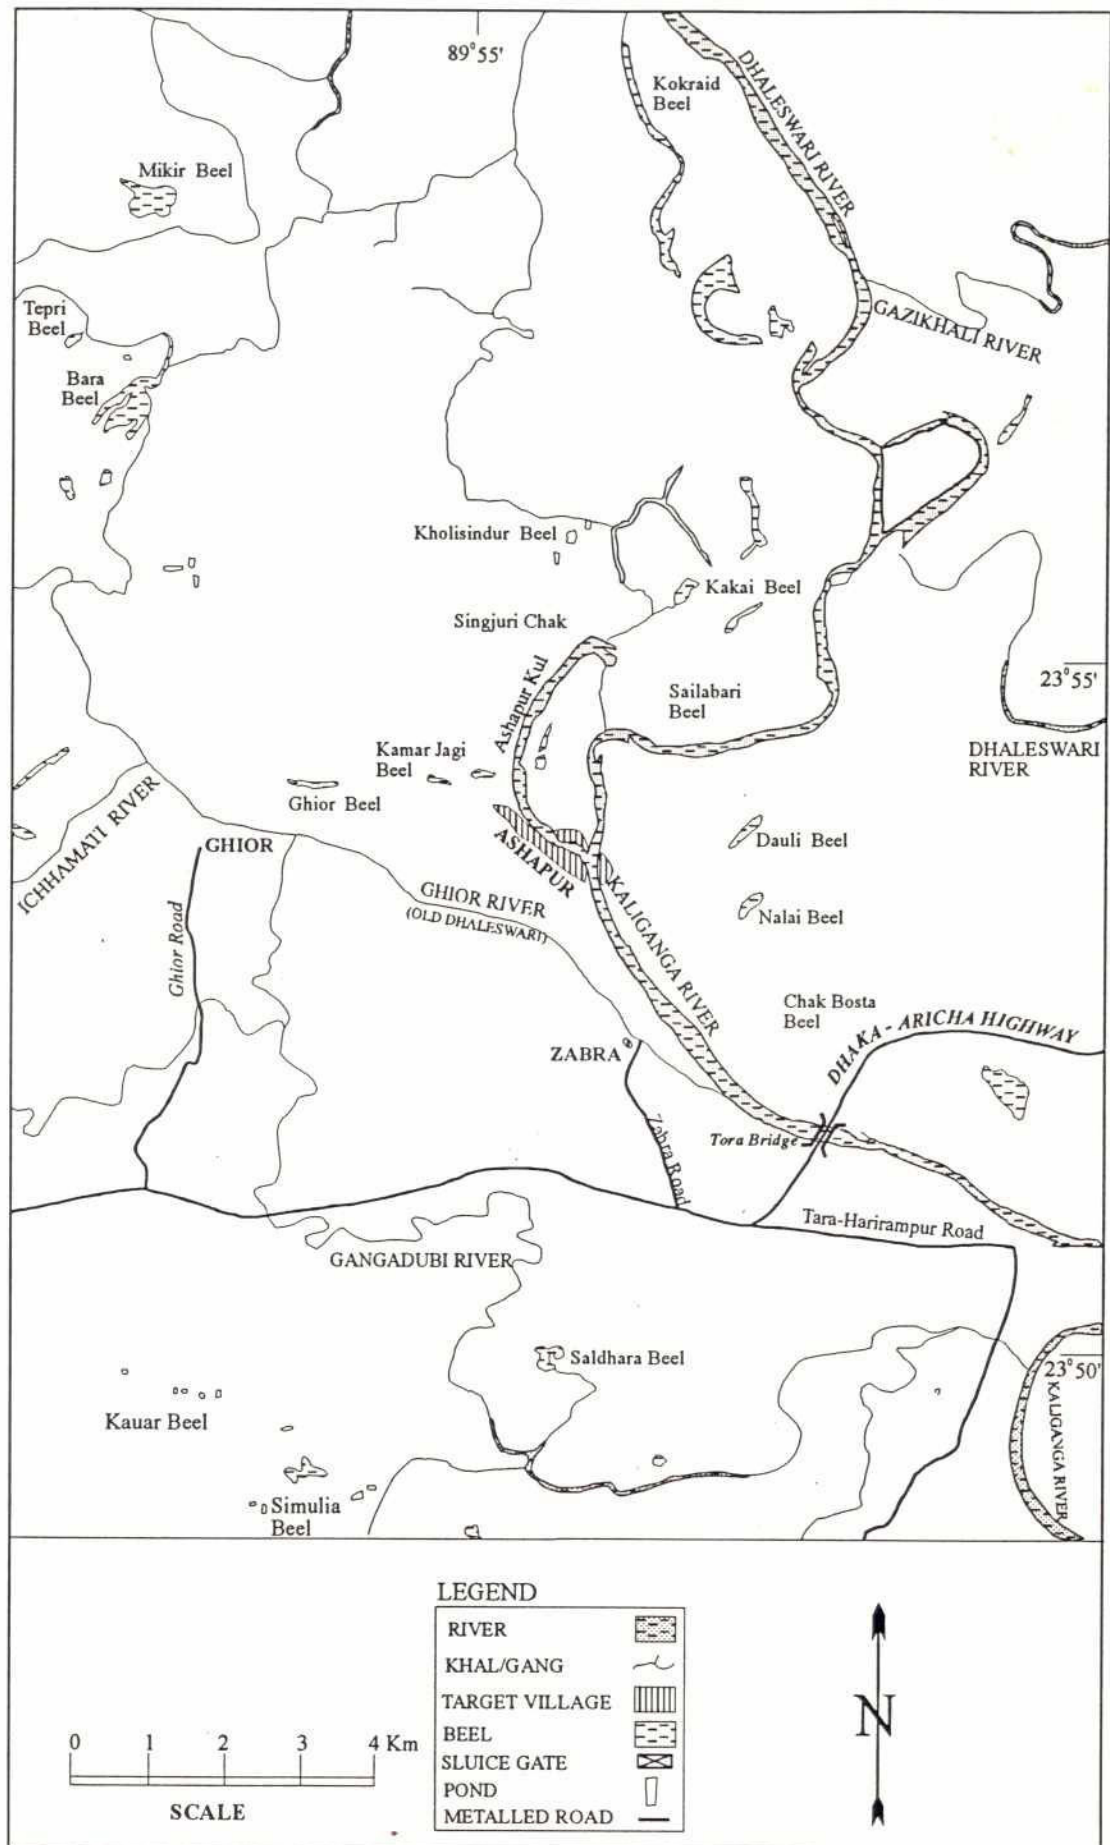 89°55'
Kokraid
Beel
DHALESWARI RIVER
Mikir Beel
Tepri
Beel
GAZIKHALI RIVER
Bara
Beel
Kholisindur Beel
Kakai Beel
Singjuri Chak
Ashapur Kul
Sailabari
Beel
23°55'
DHALESWARI
RIVER
Kamar Jagi
Beel
Ghior Beel
ICHHAMATI RIVER
GHIOR
ASHAPUR
Dauli Beel
GHIOR RIVER
(OLD DHALESWARI)
KALIGANGA RIVER
Nalai Beel
Ghior Road
Chak Bosta
Beel
DHAKA - ARICHA HIGHWAY
ZABRA
Zabra Road
Tora Bridge
Tara-Harirampur Road
GANGADUBI RIVER
Saldhara Beel
23°50'
KALIGANGA RIVER
Kauar Beel
Simulia
Beel
LEGEND
RIVER
KHAL/GANG
TARGET VILLAGE
BEEL
SLUICE GATE
POND
METALLED ROAD
0 1 2 3 4 Km
SCALE
N